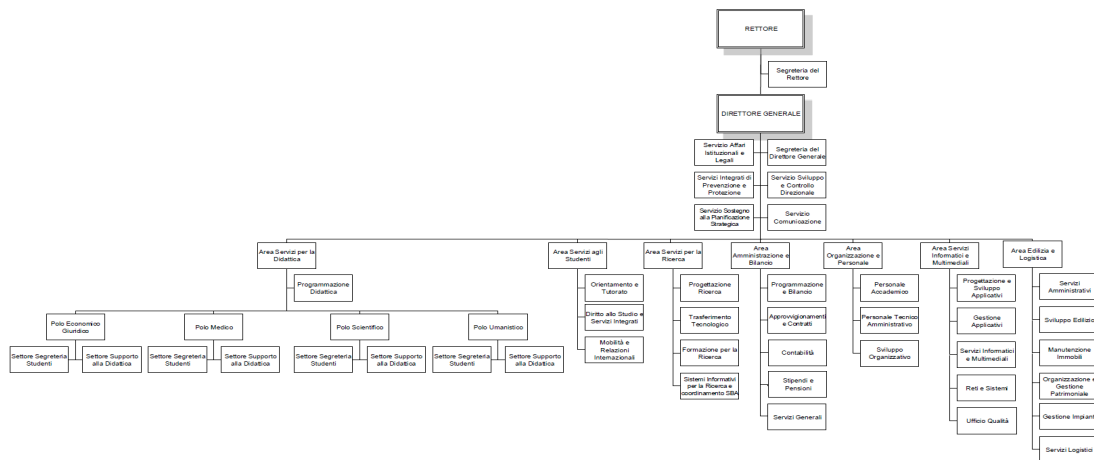 RETTORE
Segreteria del
Rettore
DIRETTORE GENERALE
Servizio Affari
Istituzionali e
Legali
Segreteria del
Direttore Generale
Servizi Integrati di
Prevenzione e
Protezione
Servizio Sviluppo
e Controllo
Direzionale
Servizio Sostegno
alla Planificazione
Strategica
Servizio
Comunicazione
Area Servizi per la
Didattica
Area Servizi agli
Studenti
Area Servizi per la
Ricerca
Area
Amministrazione e
Bilancio
Area
Organizzazione e
Personale
Area Servizi
Informatici e
Multimediali
Area Edilizia e
Logistica
Programmazione
Didattica
Polo Economico
Giuridico
Polo Medico
Polo Scientifico
Polo Umanistico
Settore Segreteria
Studenti
Settore Supporto
alla Didattica
Settore Segreteria
Studenti
Settore Supporto
alla Didattica
Settore Segreteria
Studenti
Settore Supporto
alla Didattica
Settore Segreteria
Studenti
Settore Supporto
alla Didattica
Orientamento e
Tutorato
Diritto allo Studio e
Servizi Integrati
Mobilità e
Relazioni
Internazionali
Progettazione
Ricerca
Trasferimento
Tecnologico
Formazione per la
Ricerca
Sistemi Informativi
per la Ricerca e
coordinamento SBA
Programmazione
e Bilancio
Approvvigionamenti
e Contratti
Contabilità
Stipendi e
Pensioni
Servizi Generali
Personale
Accademico
Personale Tecnico
Amministrativo
Sviluppo
Organizzativo
Progettazione e
Sviluppo
Applicativi
Gestione
Applicativi
Servizi Informatici
e Multimediali
Reti e Sistemi
Ufficio Qualità
Servizi
Amministrativi
Sviluppo Edilizio
Manutenzione
Immobili
Organizzazione e
Gestione
Patrimoniale
Gestione Impianti
Servizi Logistici